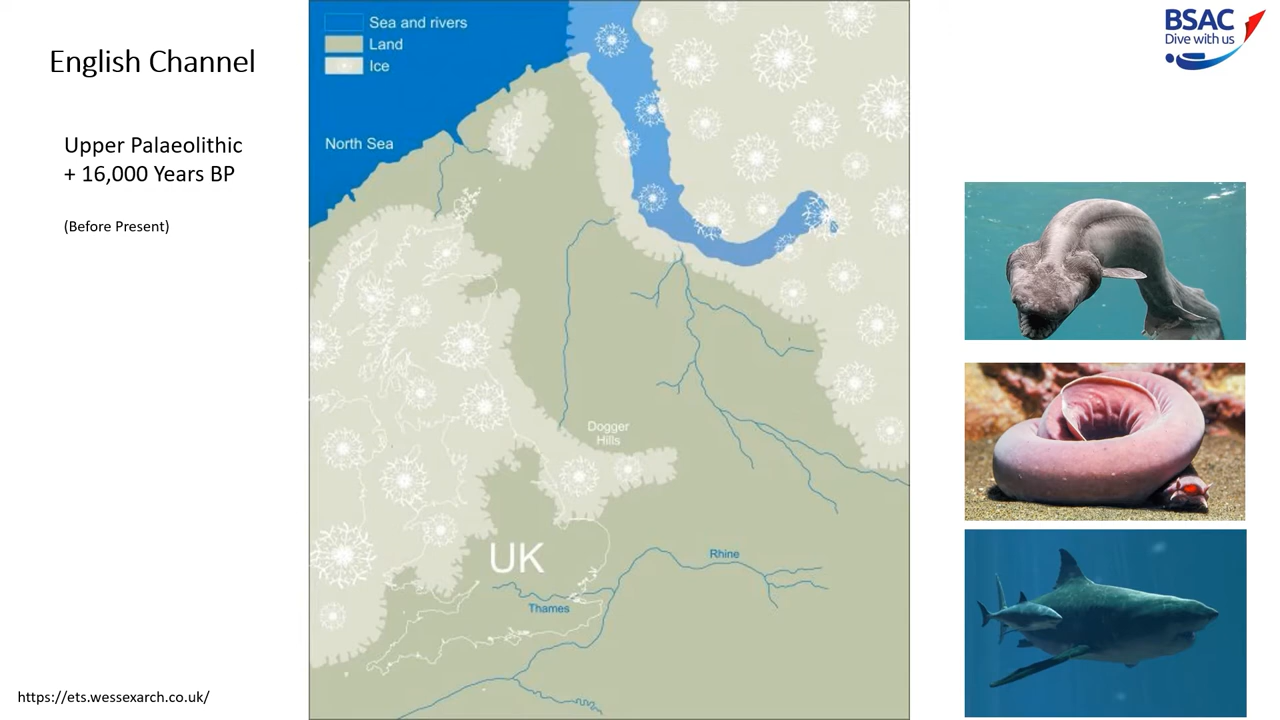 English Channel
Upper Palaeolithic
+ 16,000 Years BP
(Before Present)
https://ets.wessexarch.co.uk/
Sea and rivers
Land
Ice
North Sea
Dogger
Hills
UK
Rhine
Thames
BSAC
Dive with us